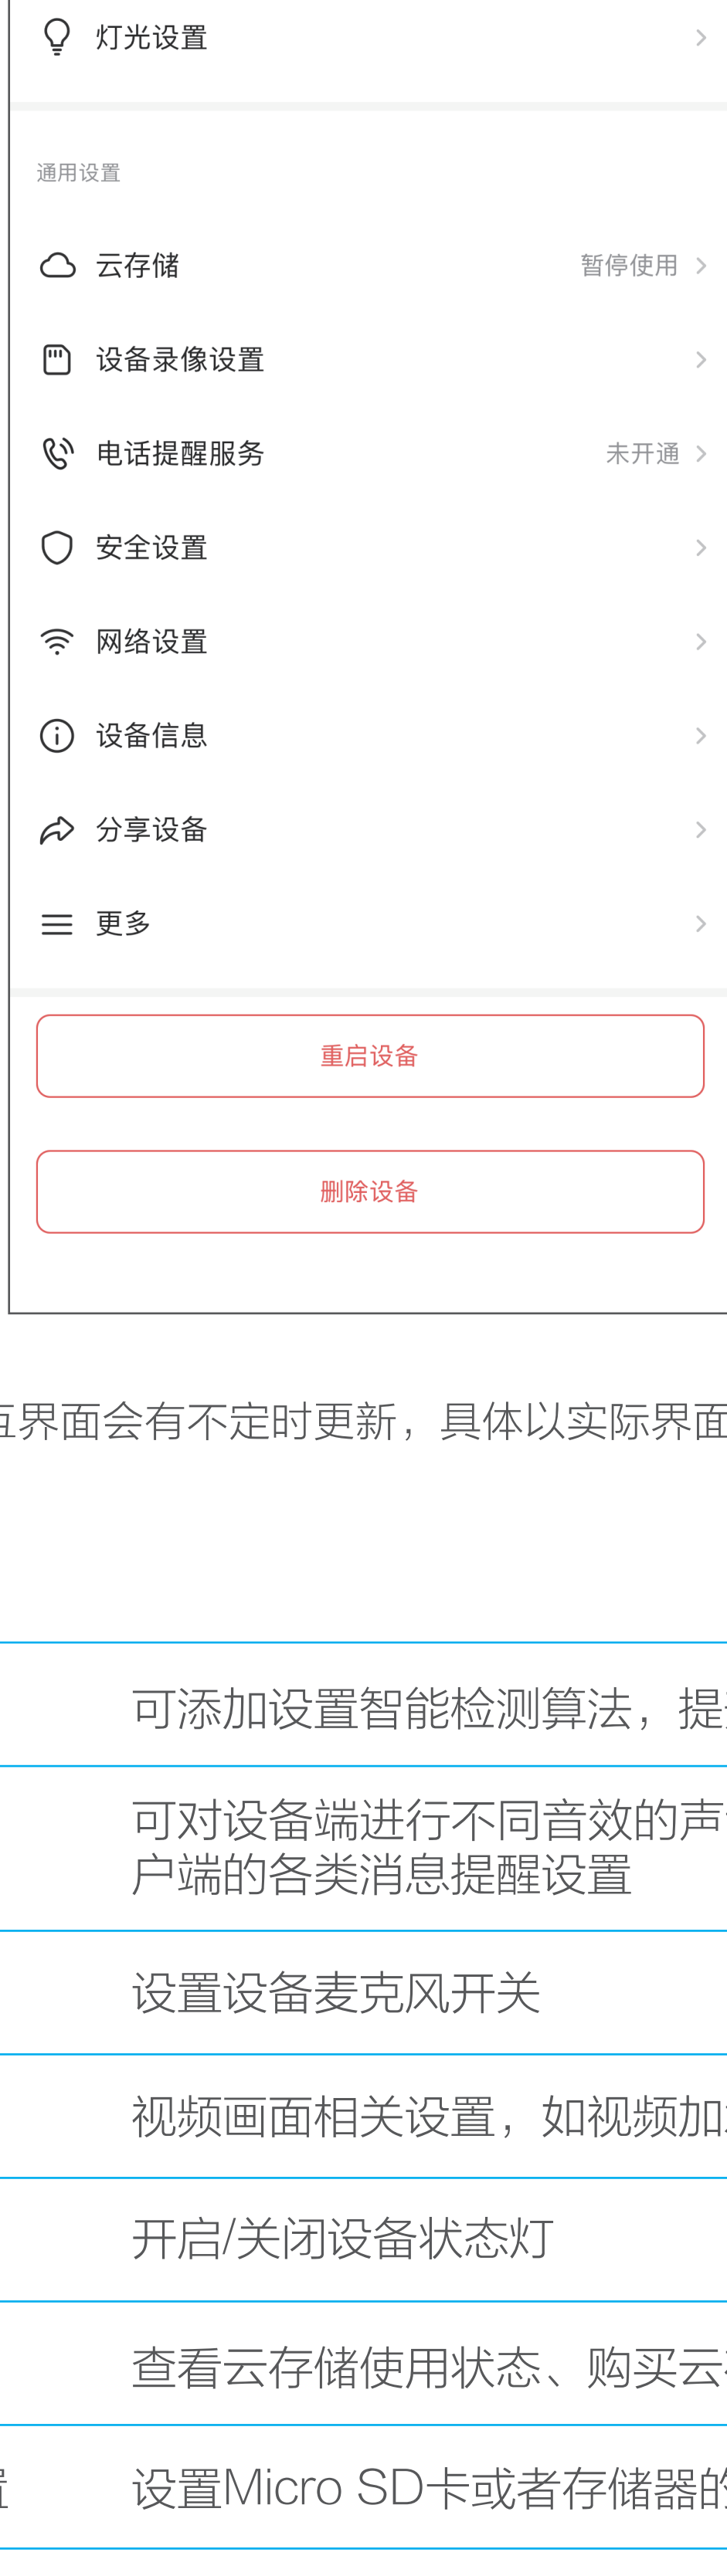 灯光设置
通用设置
云存储 暂停使用
设备录像设置
电话提醒服务 未开通
安全设置
网络设置
设备信息
分享设备
更多
重启设备
删除设备
界面会有不定时更新，具体以实际界面
可添加设置智能检测算法，提
可对设备端进行不同音效的声
户端的各类消息提醒设置
设置设备麦克风开关
视频画面相关设置，如视频加
开启/关闭设备状态灯
查看云存储使用状态、购买云
置 设置Micro SD卡或者存储器的